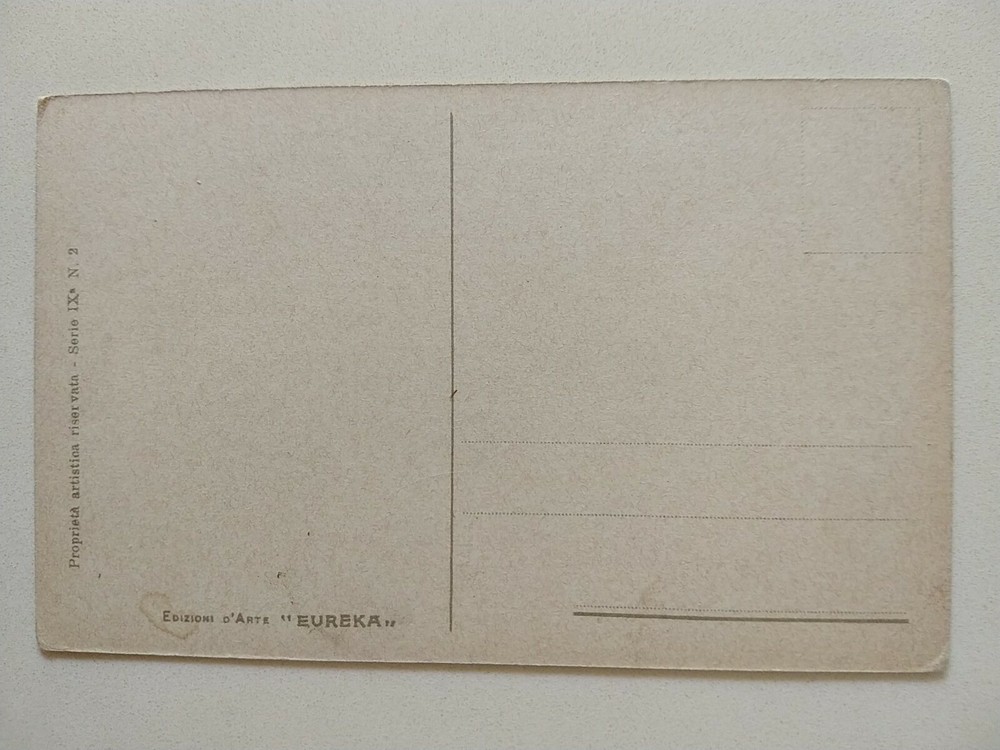 Proprietà artistica riservata - Serie IXª N. 2
EDIZIONI D'ARTE “EUREKA„